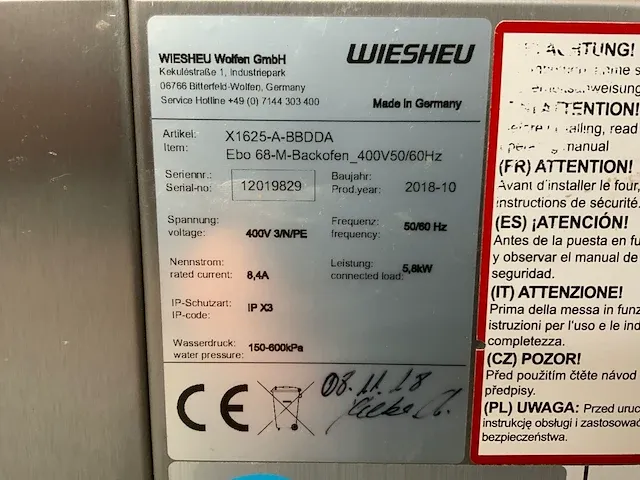 WIESHEU Wolfen GmbH
Kekuléstraße 1, Industriepark
06766 Bitterfeld-Wolfen, Germany
Service Hotline +49 (0) 7144 303 400
WIESHEU
Made in Germany
Artikel: X1625-A-BBDDA
Item: Ebo 68-M-Backofen_400V50/60Hz
Seriennr.: Baujahr:
Serial-no: 12019829 Prod.year: 2018-10
Spannung: Frequenz: 50/60 Hz
voltage: 400V 3/N/PE frequency:
Nennstrom: Leistung: 5,8kW
rated current: 8,4A connected load:
IP-Schutzart: IP X3
IP-code:
Wasserdruck: 150-600kPa
water pressure:
CE
08.11.18
ACHTUNG!
ATTENTION!
read
manual
(FR) ATTENTION!
Avant d'installer le four,
instructions de sécurité.
(ES) ¡ATENCIÓN!
Antes de la puesta en fu
y observar el manual de
seguridad.
(IT) ATTENZIONE!
Prima della messa in funz
istruzioni per l'uso e le ind
completezza.
(CZ) POZOR!
Před použitím čtěte návod
předpisy.
(PL) UWAGA: Przed uruc
instrukcję obsługi i zastosować
bezpieczeństwa.